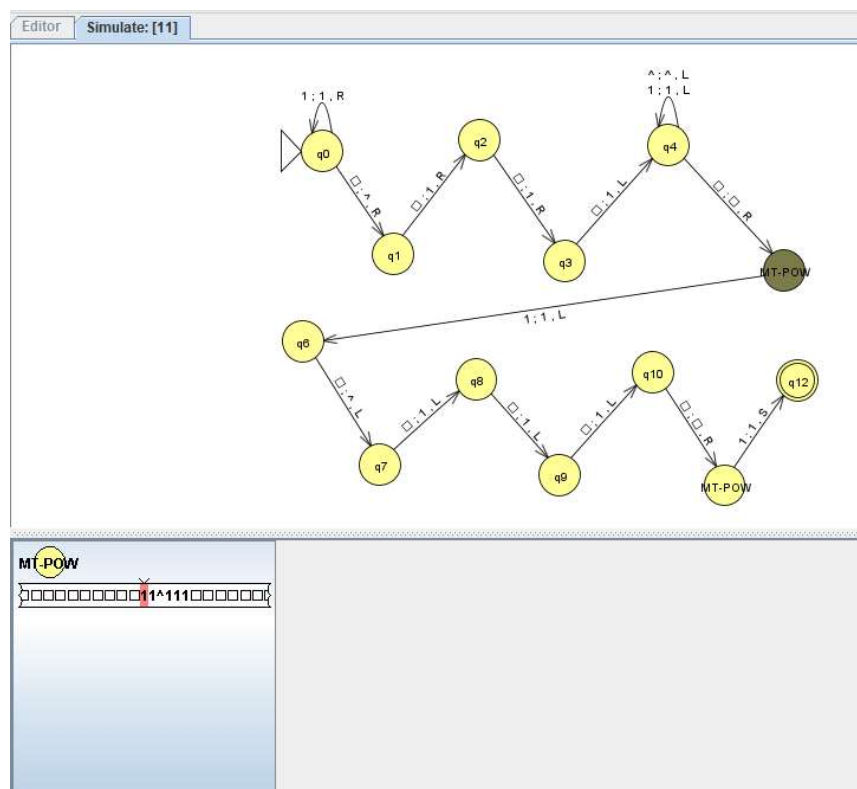 Editor Simulate: [11]
^ ; ^ , L
1 ; 1 , R 1 ; 1 , L
q0 q2 q4
□ ; ^ , R □ ; 1 , R □ ; 1 , R □ ; 1 , L □ ; □ , R
q1 q3 MT-POW
1 ; 1 , L
q6 q8 q10 q12
□ ; ^ , L □ ; 1 , L □ ; 1 , L □ ; 1 , L □ ; □ , R 1 ; 1 , S
q7 q9 MT-POW
MT-POW
□□□□□□□□□□11^111□□□□□□□